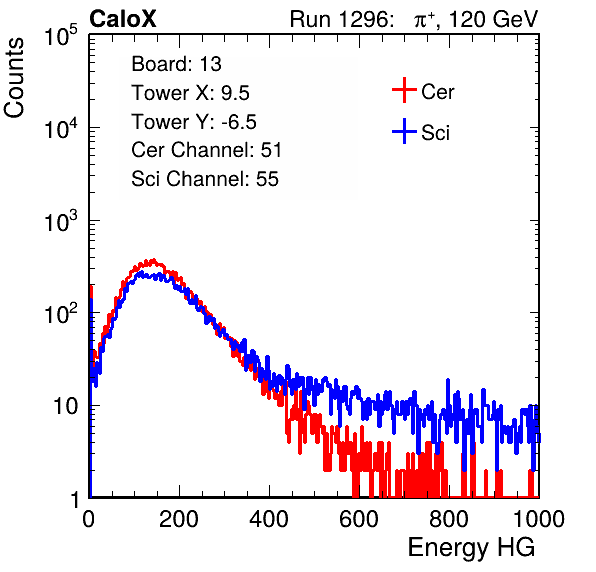 CaloX Run 1296: π⁺, 120 GeV
Counts
Board: 13
Tower X: 9.5
Tower Y: -6.5
Cer Channel: 51
Sci Channel: 55
Cer
Sci
10⁵
10⁴
10³
10²
10
1
0 200 400 600 800 1000
Energy HG